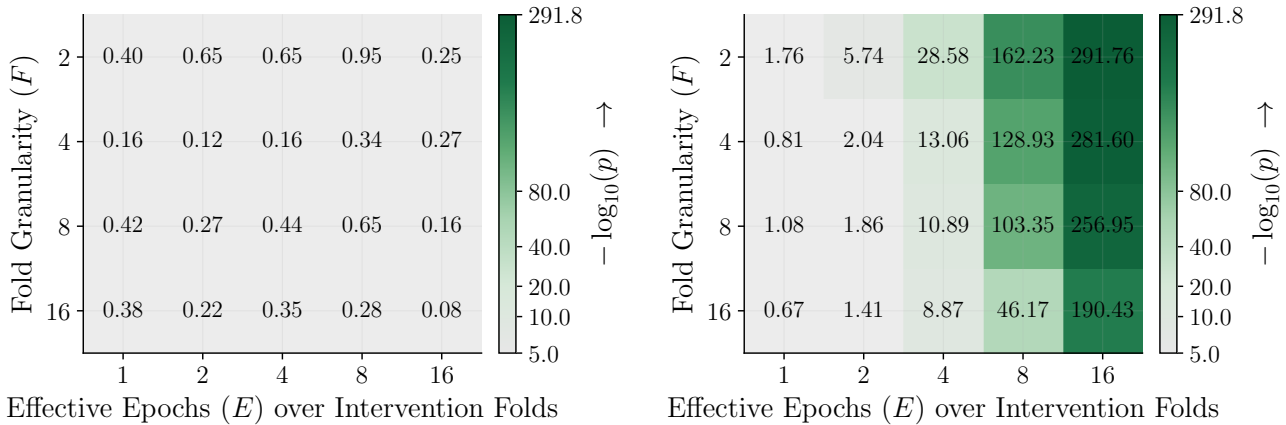 2 0.40 0.65 0.65 0.95 0.25
4 0.16 0.12 0.16 0.34 0.27
8 0.42 0.27 0.44 0.65 0.16
16 0.38 0.22 0.35 0.28 0.08
1 2 4 8 16
Effective Epochs (E) over Intervention Folds
Fold Granularity (F)
291.8
80.0
40.0
20.0
10.0
5.0
− log₁₀(p) →
2 1.76 5.74 28.58 162.23 291.76
4 0.81 2.04 13.06 128.93 281.60
8 1.08 1.86 10.89 103.35 256.95
16 0.67 1.41 8.87 46.17 190.43
1 2 4 8 16
Effective Epochs (E) over Intervention Folds
Fold Granularity (F)
291.8
80.0
40.0
20.0
10.0
5.0
− log₁₀(p) →